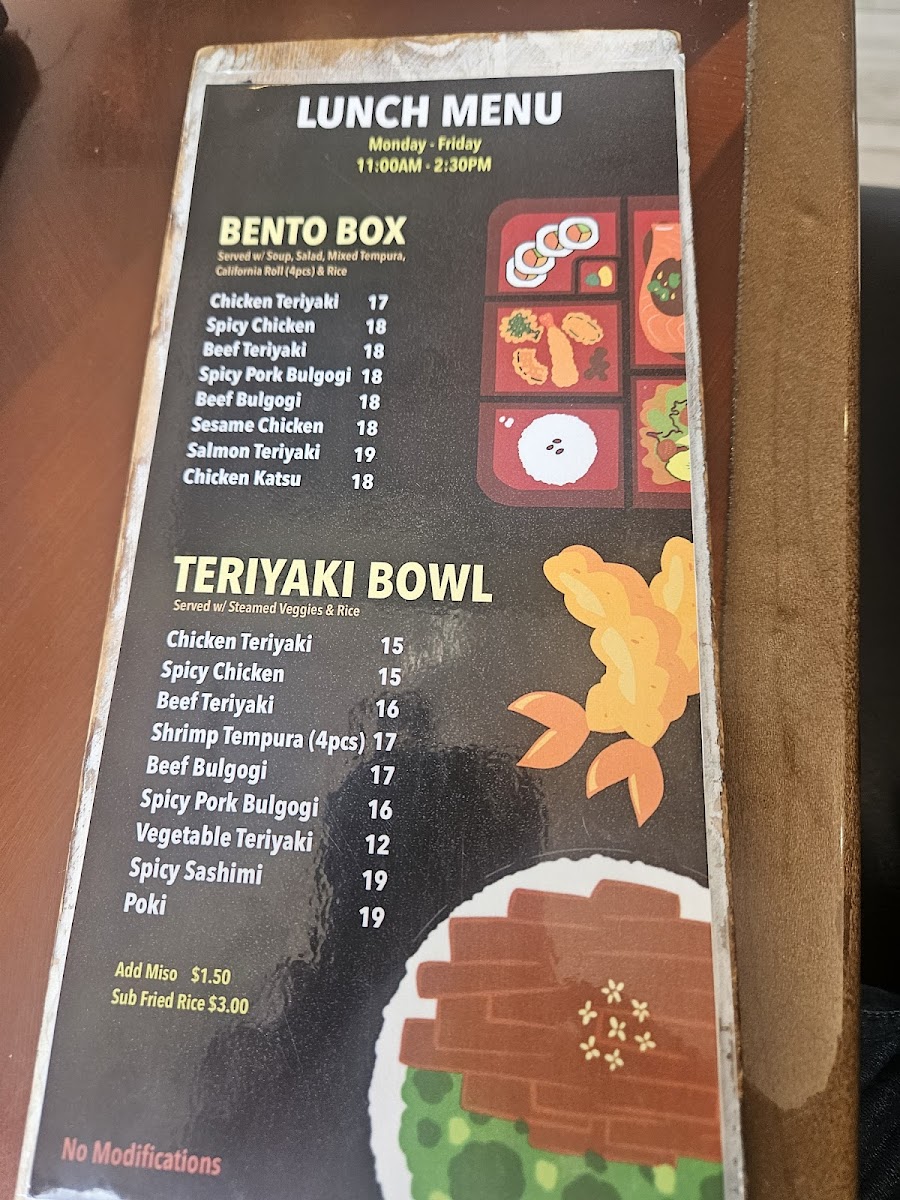 LUNCH MENU
Monday - Friday
11:00AM - 2:30PM
BENTO BOX
Served w/ Soup, Salad, Mixed Tempura,
California Roll (4pcs) & Rice
Chicken Teriyaki 17
Spicy Chicken 18
Beef Teriyaki 18
Spicy Pork Bulgogi 18
Beef Bulgogi 18
Sesame Chicken 18
Salmon Teriyaki 19
Chicken Katsu 18
TERIYAKI BOWL
Served w/ Steamed Veggies & Rice
Chicken Teriyaki 15
Spicy Chicken 15
Beef Teriyaki 16
Shrimp Tempura (4pcs) 17
Beef Bulgogi 17
Spicy Pork Bulgogi 16
Vegetable Teriyaki 12
Spicy Sashimi 19
Poki 19
Add Miso $1.50
Sub Fried Rice $3.00
No Modifications